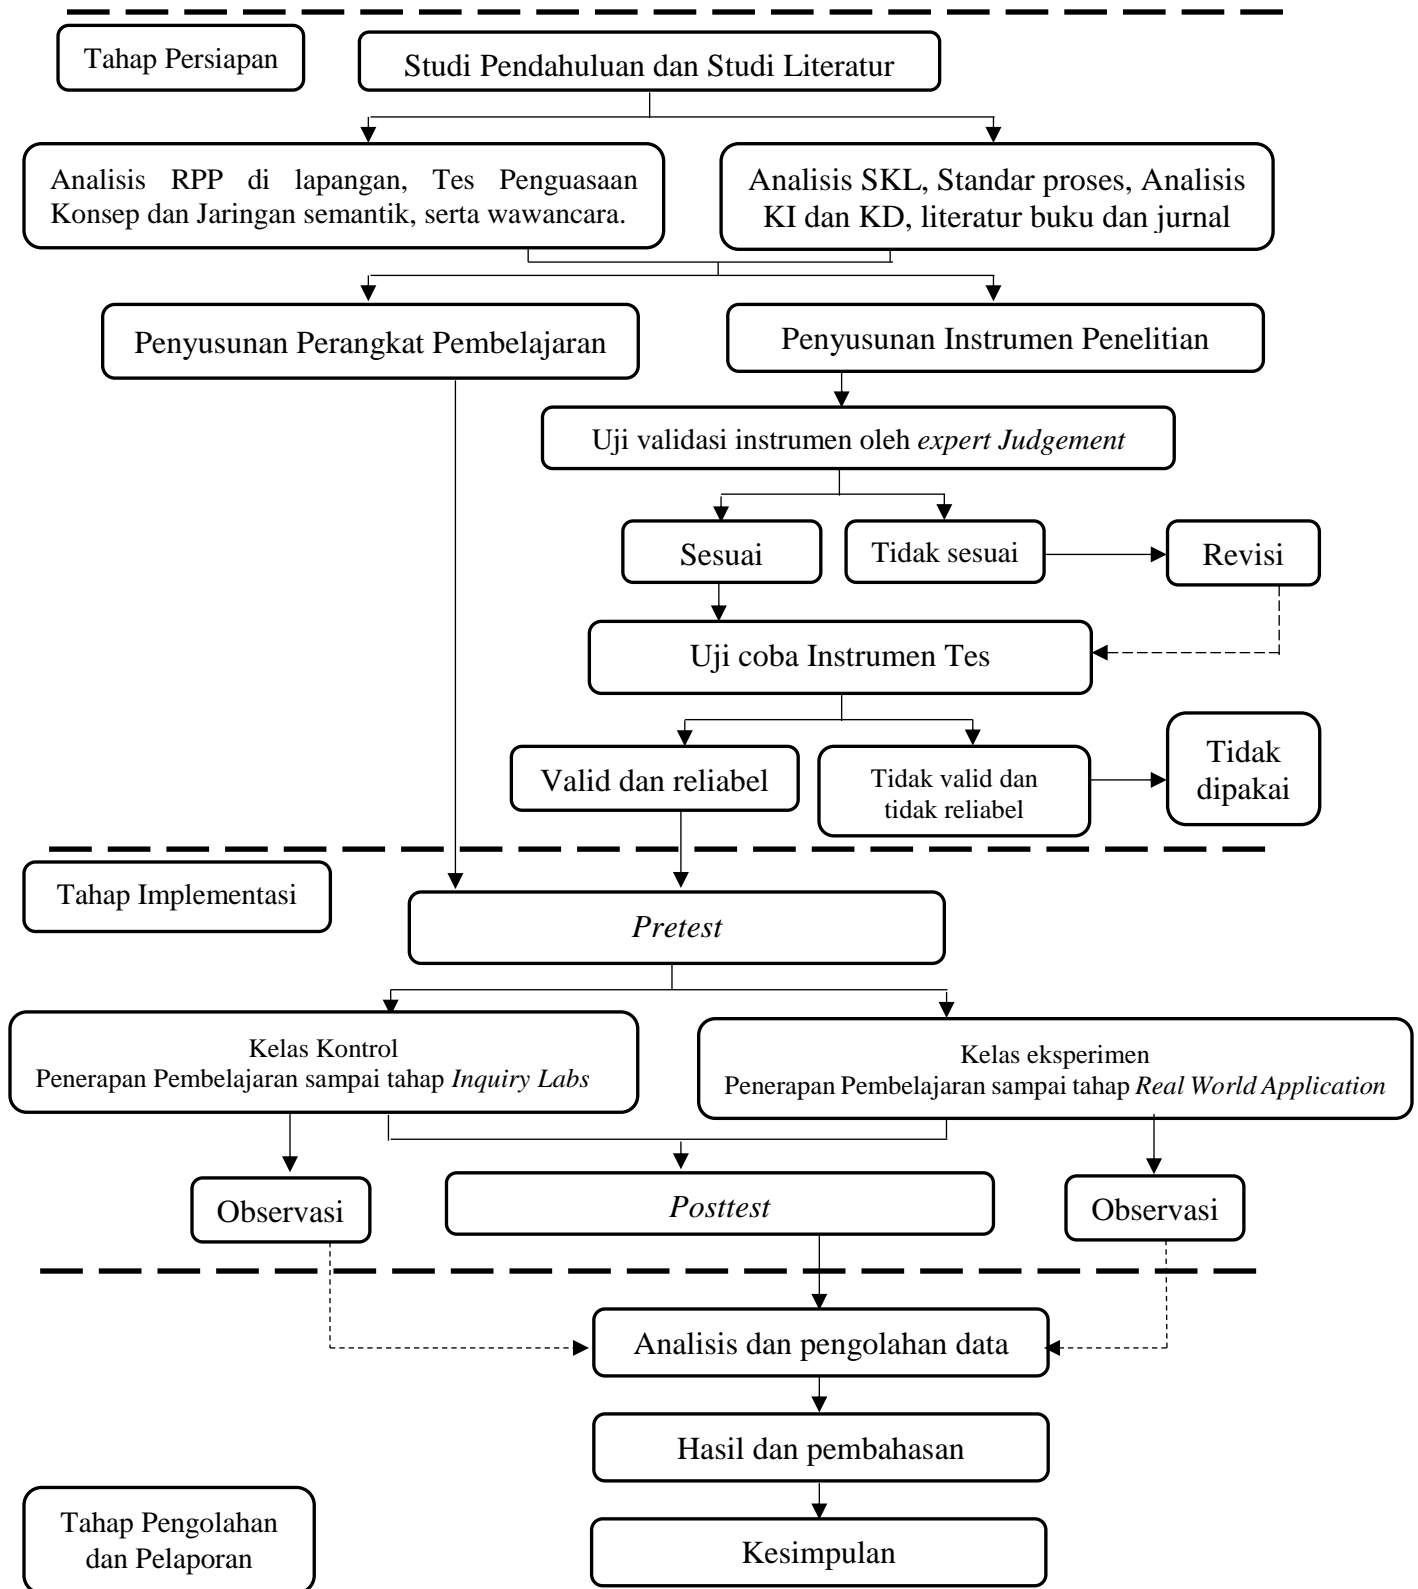 Tahap Persiapan
Studi Pendahuluan dan Studi Literatur
Analisis RPP di lapangan, Tes Penguasaan
Konsep dan Jaringan semantik, serta wawancara.
Analisis SKL, Standar proses, Analisis
KI dan KD, literatur buku dan jurnal
Penyusunan Perangkat Pembelajaran
Penyusunan Instrumen Penelitian
Uji validasi instrumen oleh expert Judgement
Sesuai
Tidak sesuai
Revisi
Uji coba Instrumen Tes
Valid dan reliabel
Tidak valid dan
tidak reliabel
Tidak
dipakai
Tahap Implementasi
Pretest
Kelas Kontrol
Penerapan Pembelajaran sampai tahap Inquiry Labs
Kelas eksperimen
Penerapan Pembelajaran sampai tahap Real World Application
Observasi
Posttest
Observasi
Analisis dan pengolahan data
Hasil dan pembahasan
Tahap Pengolahan
dan Pelaporan
Kesimpulan